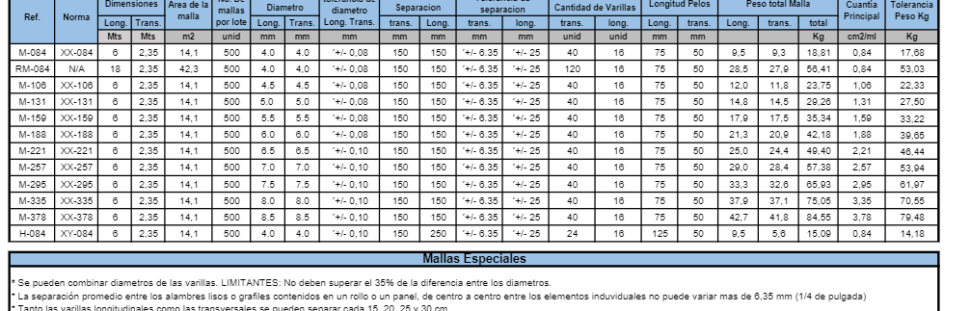 Ref. Norma Dimensiones Area de la malla No. De mallas por lote Diametro Tolerancia de diametro Separacion separacion Cantidad de Varillas Longitud Pelos Peso total Malla Cuantia Principal Tolerancia Peso Kg
Long. Trans. Long. Trans. Long. Trans. trans. Long. trans. long. trans. long. Long. Trans. trans. long. total
Mts Mts m2 unid mm mm mm mm mm mm mm unid unid mm mm Kg cm2/ml Kg
M-084 XX-084 6 2,35 14,1 500 4.0 4.0 '+/- 0,08 150 150 '+/- 6.35 '+/- 25 40 16 75 50 9,5 9,3 18,81 0,84 17,68
RM-084 N/A 18 2,35 42,3 500 4.0 4,0 '+/- 0,08 150 150 '+/- 6.35 '+/- 25 120 16 75 50 28,5 27,9 56,41 0,84 53,03
M-106 XX-106 6 2,35 14,1 500 4.5 4.5 '+/- 0,08 150 150 '+/- 6.35 '+/- 25 40 16 75 50 12,0 11,8 23,75 1,06 22,33
M-131 XX-131 6 2,35 14,1 500 5.0 5.0 '+/- 0,08 150 150 '+/- 6.35 '+/- 25 40 16 75 50 14,8 14,5 29,26 1,31 27,50
M-159 XX-159 6 2,35 14,1 500 5.5 5.5 '+/- 0,08 150 150 '+/- 6.35 '+/- 25 40 16 75 50 17,9 17,5 35,34 1,59 33,22
M-188 XX-188 6 2,35 14,1 500 6.0 6.0 '+/- 0,08 150 150 '+/- 6.35 '+/- 25 40 16 75 50 21,3 20,9 42,18 1,88 39,65
M-221 XX-221 6 2,35 14,1 500 6.5 6.5 '+/- 0,10 150 150 '+/- 6.35 '+/- 25 40 16 75 50 25,0 24,4 49,40 2,21 46,44
M-257 XX-257 6 2,35 14,1 500 7.0 7.0 '+/- 0,10 150 150 '+/- 6.35 '+/- 25 40 16 75 50 29,0 28,4 57,38 2,57 53,94
M-295 XX-295 6 2,35 14,1 500 7.5 7.5 '+/- 0,10 150 150 '+/- 6.35 '+/- 25 40 16 75 50 33,3 32,6 65,93 2,95 61,97
M-335 XX-335 6 2,35 14,1 500 8.0 8.0 '+/- 0,10 150 150 '+/- 6.35 '+/- 25 40 16 75 50 37,9 37,1 75,05 3,35 70,55
M-378 XX-378 6 2,35 14,1 500 8.5 8.5 '+/- 0,10 150 150 '+/- 6.35 '+/- 25 40 16 75 50 42,7 41,8 84,55 3,78 79,48
H-084 XY-084 6 2,35 14,1 500 4.0 4.0 '+/- 0,10 150 250 '+/- 6.35 '+/- 25 24 16 125 50 9,5 5,6 15,09 0,84 14,18
Mallas Especiales
* Se pueden combinar diametros de las varillas. LIMITANTES: No deben superar el 35% de la diferencia entre los diametros.
* La separación promedio entre los alambres lisos o grafiles contenidos en un rollo o un panel, de centro a centro entre los elementos induviduales no puede variar mas de 6,35 mm (1/4 de pulgada)
* Tanto las varillas longitudinales como las transversales se pueden separar cada 15, 20, 25 y 30 cm